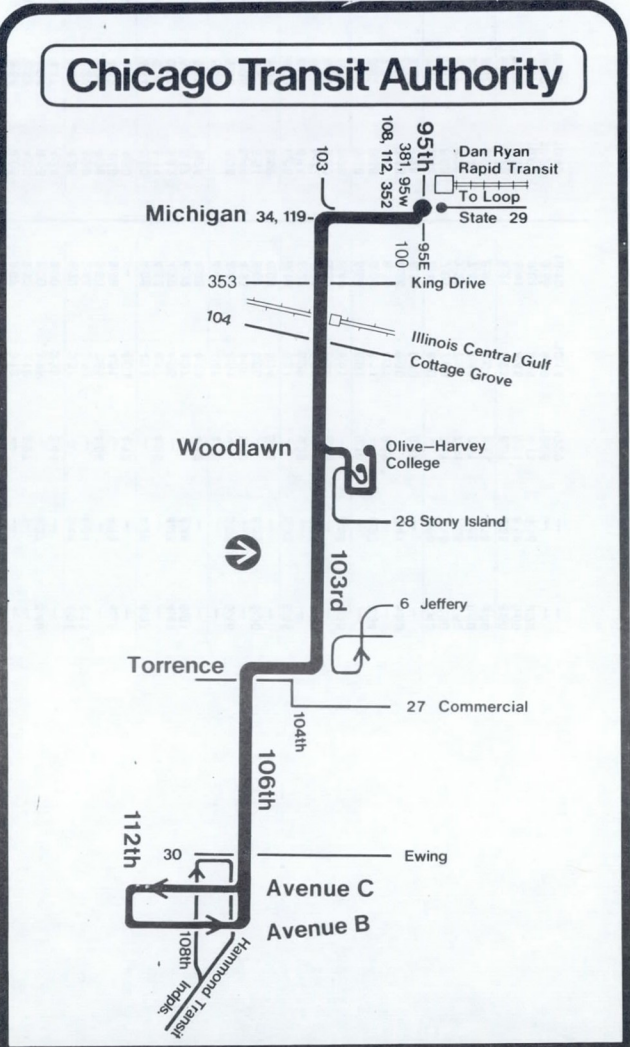 Chicago Transit Authority
103
108, 112, 352
381, 95w
95th
Dan Ryan
Rapid Transit
To Loop
State 29
Michigan 34, 119
95E
100
353
King Drive
104
Illinois Central Gulf
Cottage Grove
Woodlawn
Olive-Harvey
College
28 Stony Island
103rd
6 Jeffery
Torrence
27 Commercial
104th
106th
112th
30
Ewing
Avenue C
Avenue B
108th
Hammond Transit
Indpls.